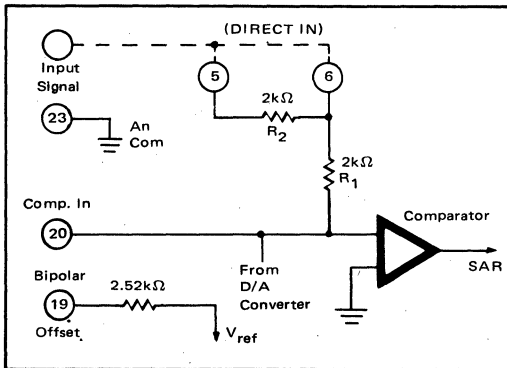 (DIRECT IN)
Input
Signal
5
6
2kΩ
R2
23
An
Com
2kΩ
R1
Comp. In
20
Comparator
SAR
From
D/A
Converter
Bipolar
19
Offset
2.52kΩ
Vref